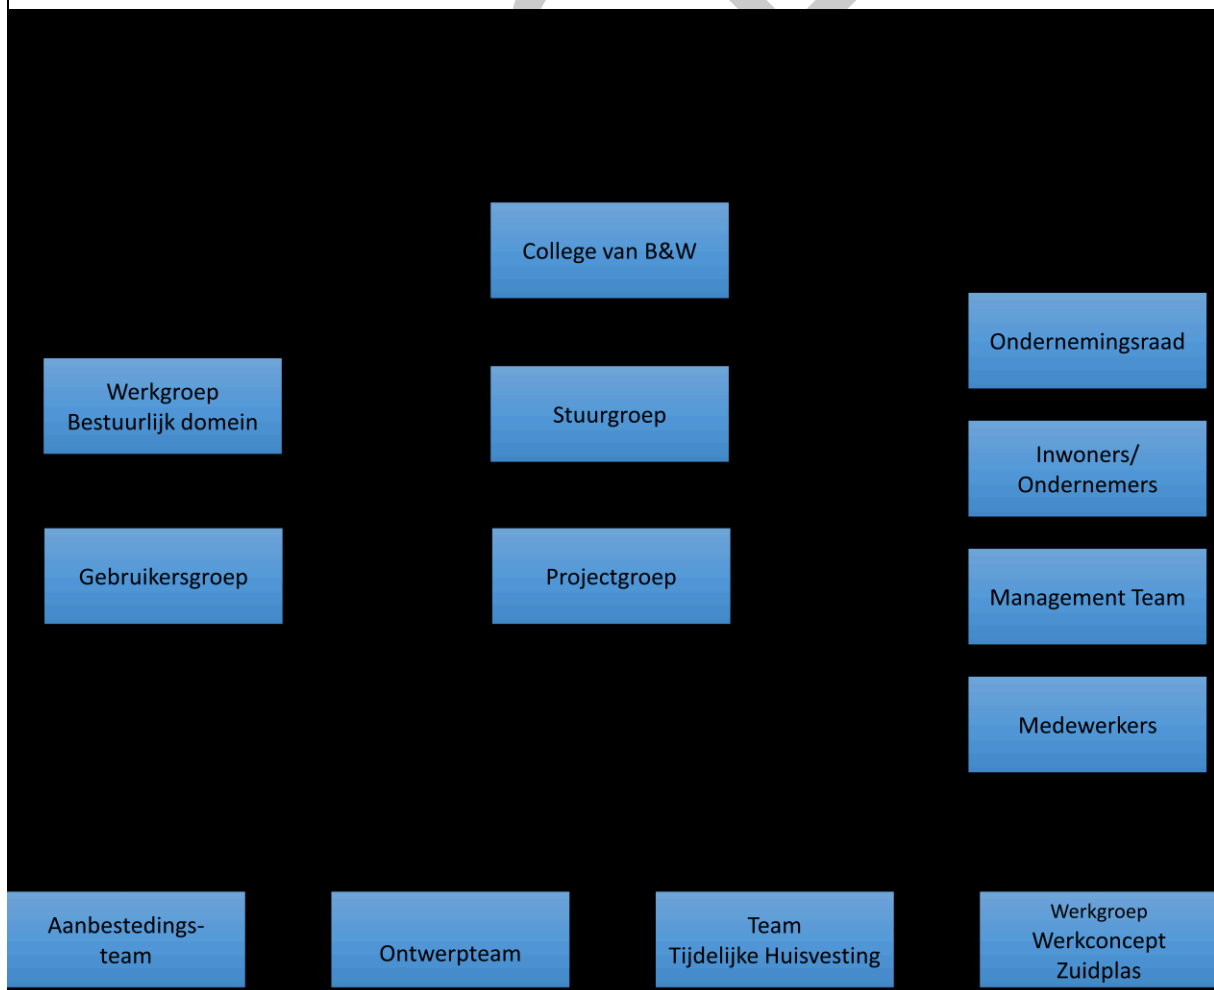 College van B&W
Ondernemingsraad
Werkgroep
Bestuurlijk domein
Stuurgroep
Inwoners/
Ondernemers
Gebruikersgroep
Projectgroep
Management Team
Medewerkers
Aanbestedings-
team
Ontwerpteam
Team
Tijdelijke Huisvesting
Werkgroep
Werkconcept
Zuidplas